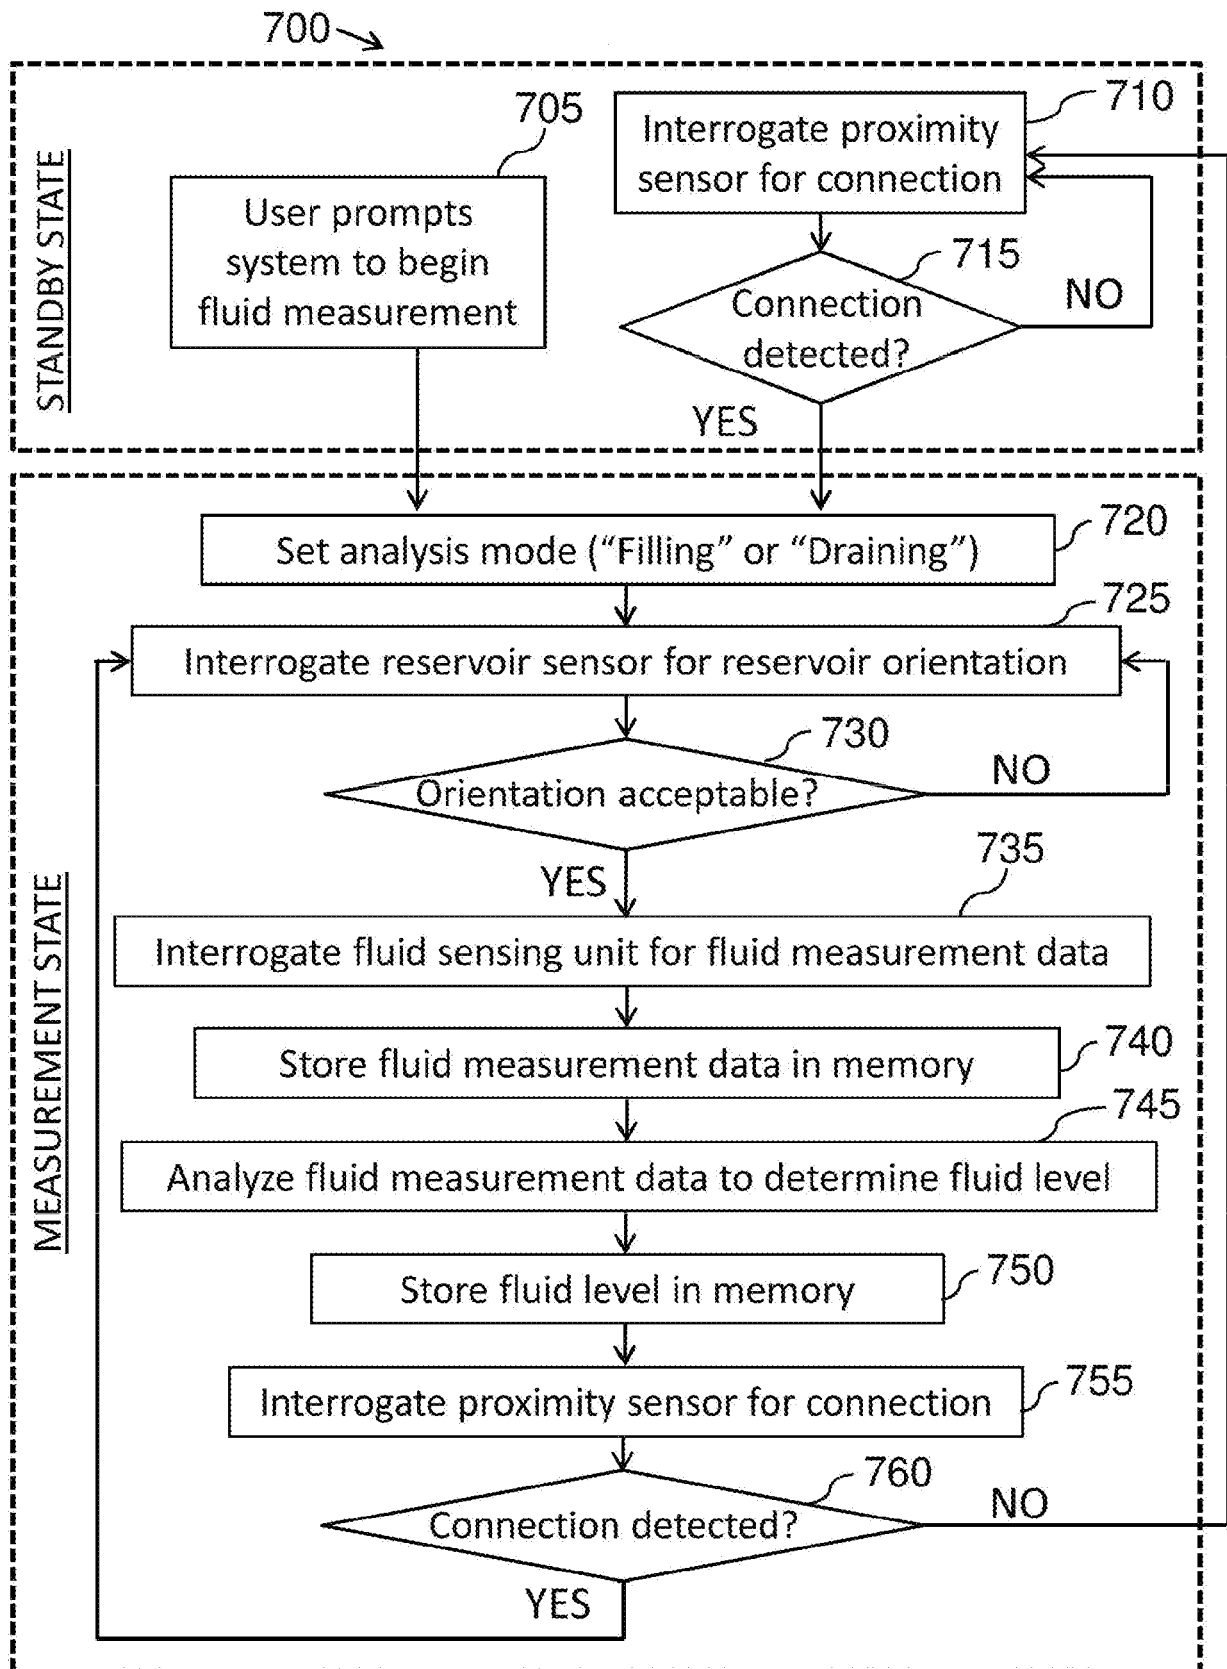 700
STANDBY STATE
705
User prompts
system to begin
fluid measurement
710
Interrogate proximity
sensor for connection
715
Connection
detected?
NO
YES
MEASUREMENT STATE
720
Set analysis mode (“Filling” or “Draining”)
725
Interrogate reservoir sensor for reservoir orientation
730
Orientation acceptable?
NO
YES
735
Interrogate fluid sensing unit for fluid measurement data
740
Store fluid measurement data in memory
745
Analyze fluid measurement data to determine fluid level
750
Store fluid level in memory
755
Interrogate proximity sensor for connection
760
Connection detected?
NO
YES